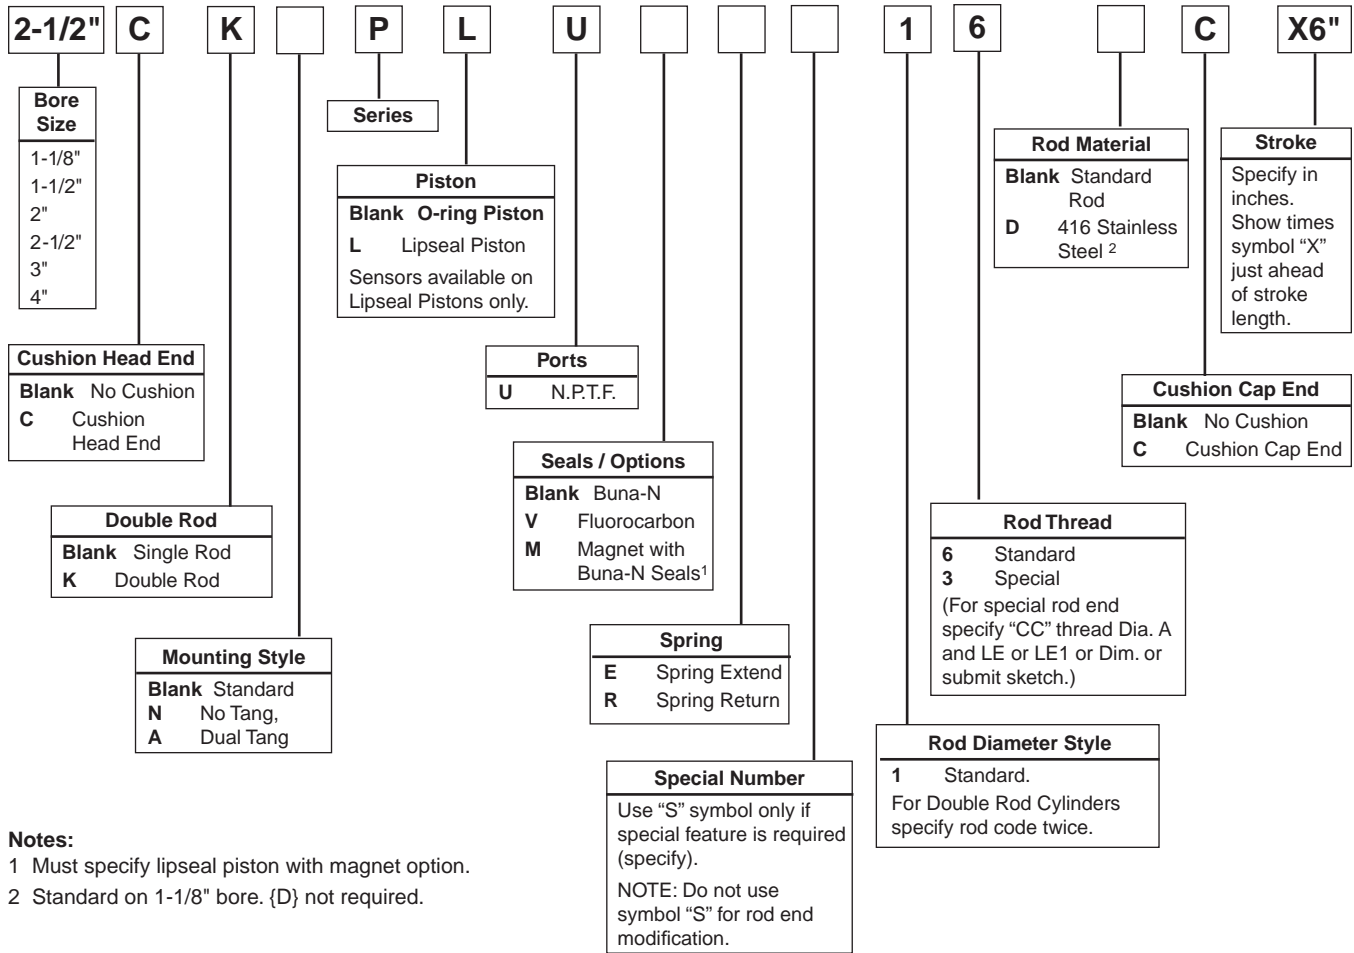 2-1/2" C K P L U 1 6 C X6"
Bore
Size
1-1/8"
1-1/2"
2"
2-1/2"
3"
4"
Series
Piston
Blank O-ring Piston
L Lipseal Piston
Sensors available on
Lipseal Pistons only.
Rod Material
Blank Standard
Rod
D 416 Stainless
Steel 2
Stroke
Specify in
inches.
Show times
symbol “X”
just ahead
of stroke
length.
Cushion Head End
Blank No Cushion
C Cushion
Head End
Ports
U N.P.T.F.
Cushion Cap End
Blank No Cushion
C Cushion Cap End
Seals / Options
Blank Buna-N
V Fluorocarbon
M Magnet with
Buna-N Seals1
Double Rod
Blank Single Rod
K Double Rod
Rod Thread
6 Standard
3 Special
(For special rod end
specify “CC” thread Dia. A
and LE or LE1 or Dim. or
submit sketch.)
Mounting Style
Blank Standard
N No Tang,
A Dual Tang
Spring
E Spring Extend
R Spring Return
Rod Diameter Style
1 Standard.
For Double Rod Cylinders
specify rod code twice.
Special Number
Use “S” symbol only if
special feature is required
(specify).
NOTE: Do not use
symbol “S” for rod end
modification.
Notes:
1 Must specify lipseal piston with magnet option.
2 Standard on 1-1/8" bore. {D} not required.